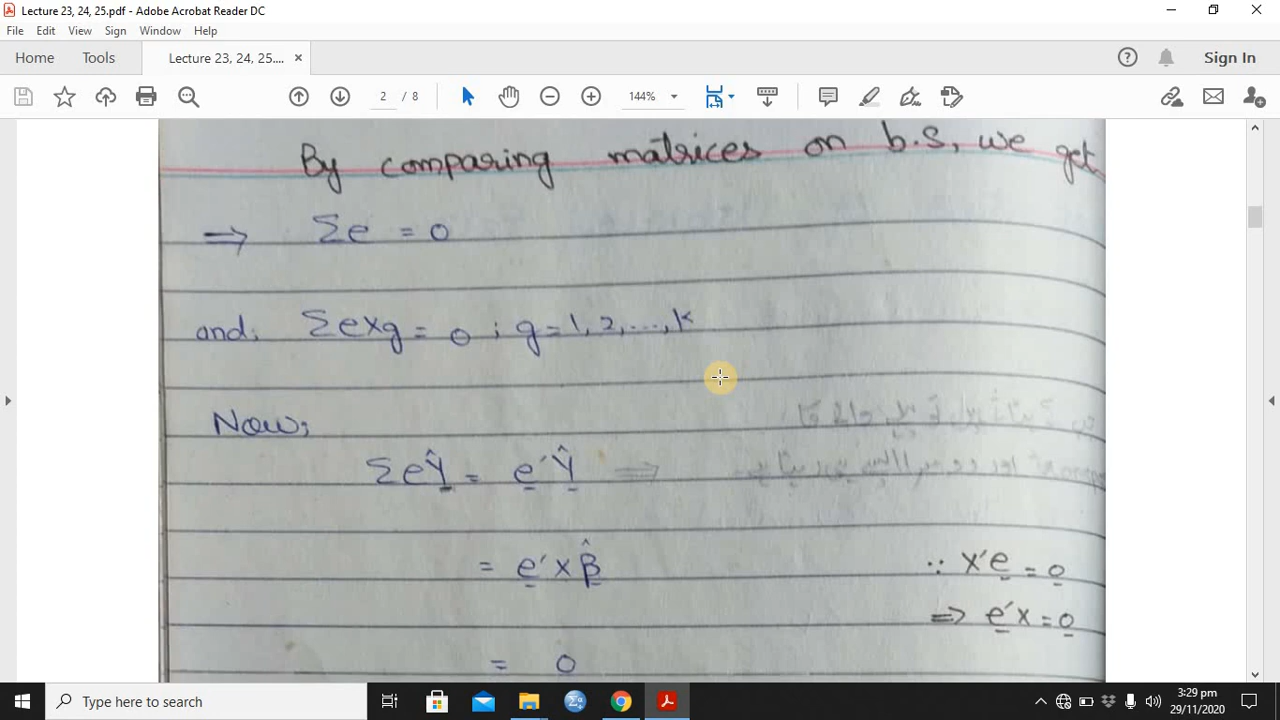 Lecture 23, 24, 25.pdf - Adobe Acrobat Reader DC
File Edit View Sign Window Help
Home Tools Lecture 23, 24, 25.... × Sign In
2 / 8 144%
By comparing matrices on b.s, we get
⇒ Σe = 0
and; Σexg = 0 ; g = 1, 2, ..., k
Now;
ΣeŶ = e′Ŷ ⇒
= e′Xβ̂ ∵ X′e = 0
⇒ e′X = 0
= 0
Type here to search
3:29 pm
29/11/2020